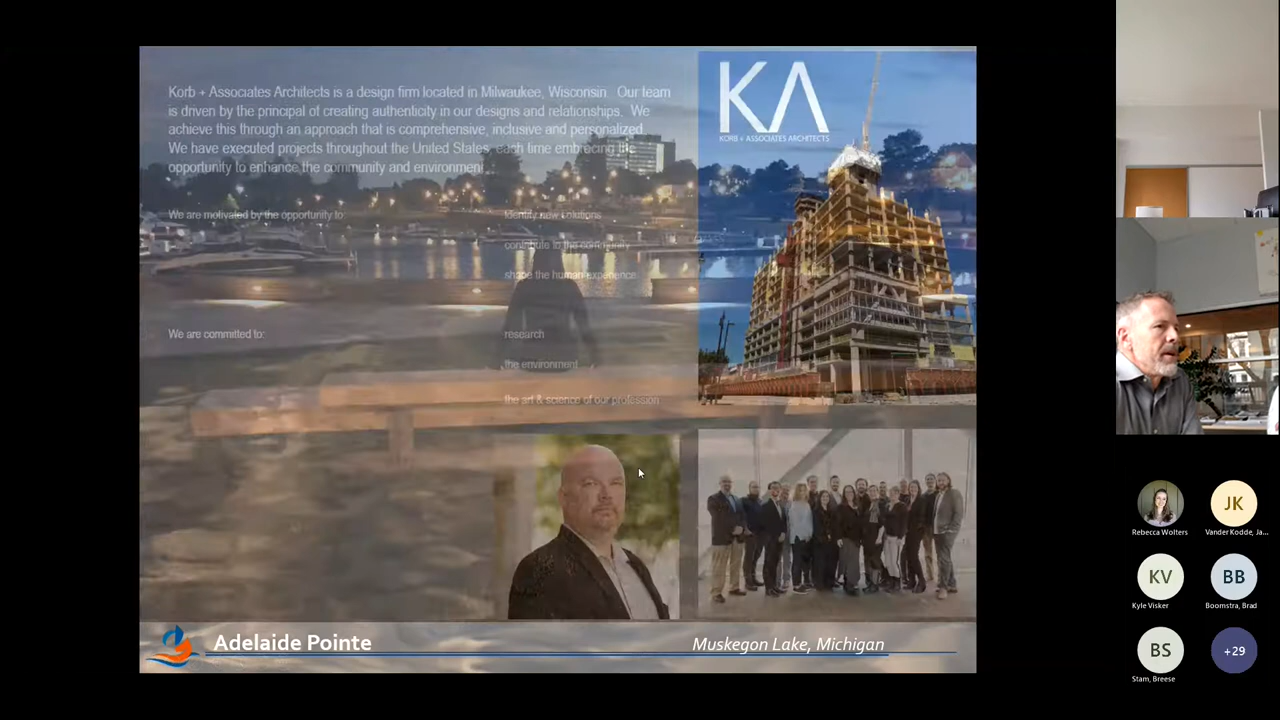 Korb + Associates Architects is a design firm located in Milwaukee, Wisconsin Our team
is driven by the principal of creating authenticity in our designs and relationships. We
achieve this through an approach that is comprehensive, inclusive and personalized
We have executed projects throughout the United States, each time embracing the
opportunity to enhance the community and environment
We are motivated by the opportunity to:
identify new solutions
contribute to the community
shape the human experience
We are committed to:
research
the environment
the art & science of our profession
KA
KORB + ASSOCIATES ARCHITECTS
Adelaide Pointe
Muskegon Lake, Michigan
Rebecca Wolters
JK
Vander Kodde, Ja...
KV
Kyle Visker
BB
Boomstra, Brad
BS
Stam, Breese
+29